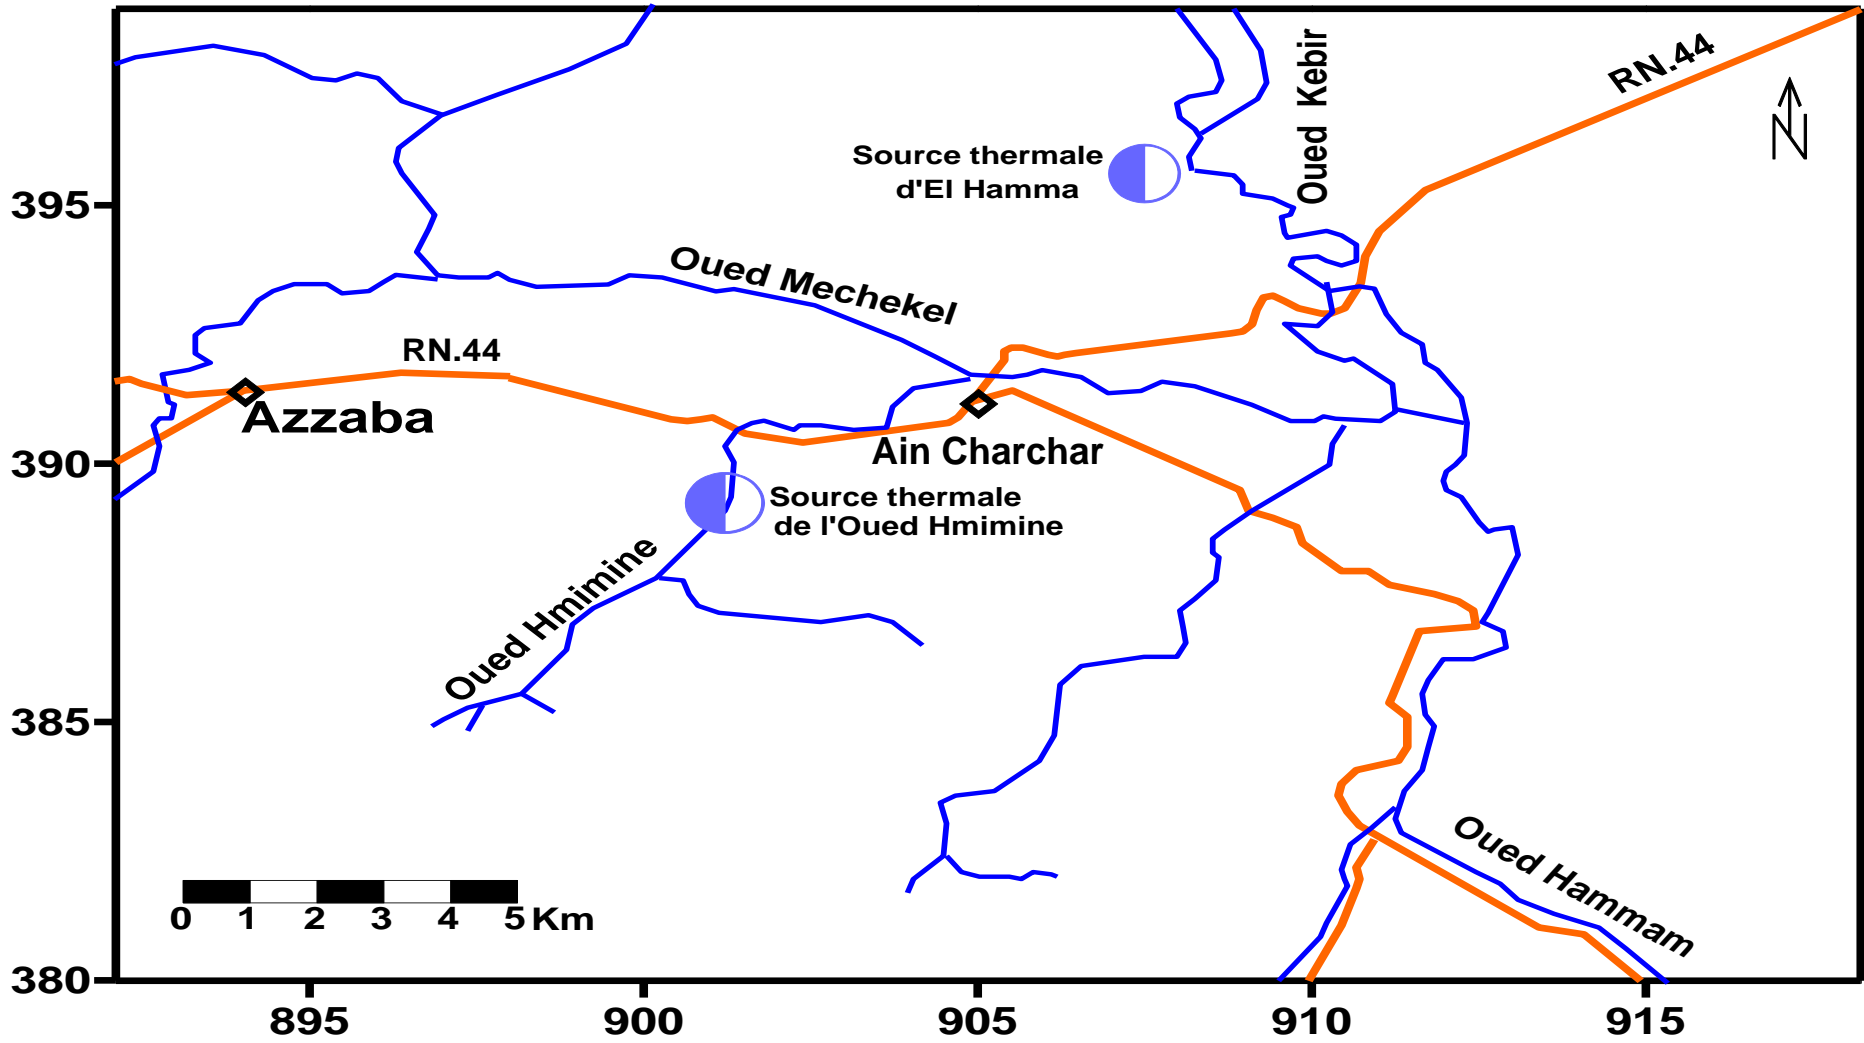 RN.44
Oued Kebir
N
Source thermale
d'El Hamma
395
Oued Mechekel
RN.44
Azzaba
Ain Charchar
390
Source thermale
de l'Oued Hmimine
Oued Hmimine
385
Oued Hammam
0 1 2 3 4 5 Km
380
895 900 905 910 915